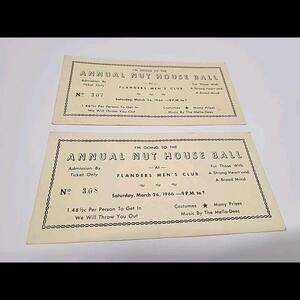 I'M GOING TO THE
ANNUAL NUT HOUSE BALL
Admission By
Ticket Only
— At —
FLANDERS MEN'S CLUB
For Those With
A Strong Heart and
A Broad Mind
Nº 307
Saturday, March 26, 1966 — 9 P.M. to ?
1.48½c Per Person To Get In
We Will Throw You Out
Costumes ★ Many Prizes
Music By The Mello-Dees
I'M GOING TO THE
ANNUAL NUT HOUSE BALL
Admission By
Ticket Only
— At —
FLANDERS MEN'S CLUB
For Those With
A Strong Heart and
A Broad Mind
Nº 308
Saturday, March 26, 1966 — 9 P.M. to ?
1.48½c Per Person To Get In
We Will Throw You Out
Costumes ★ Many Prizes
Music By The Mello-Dees